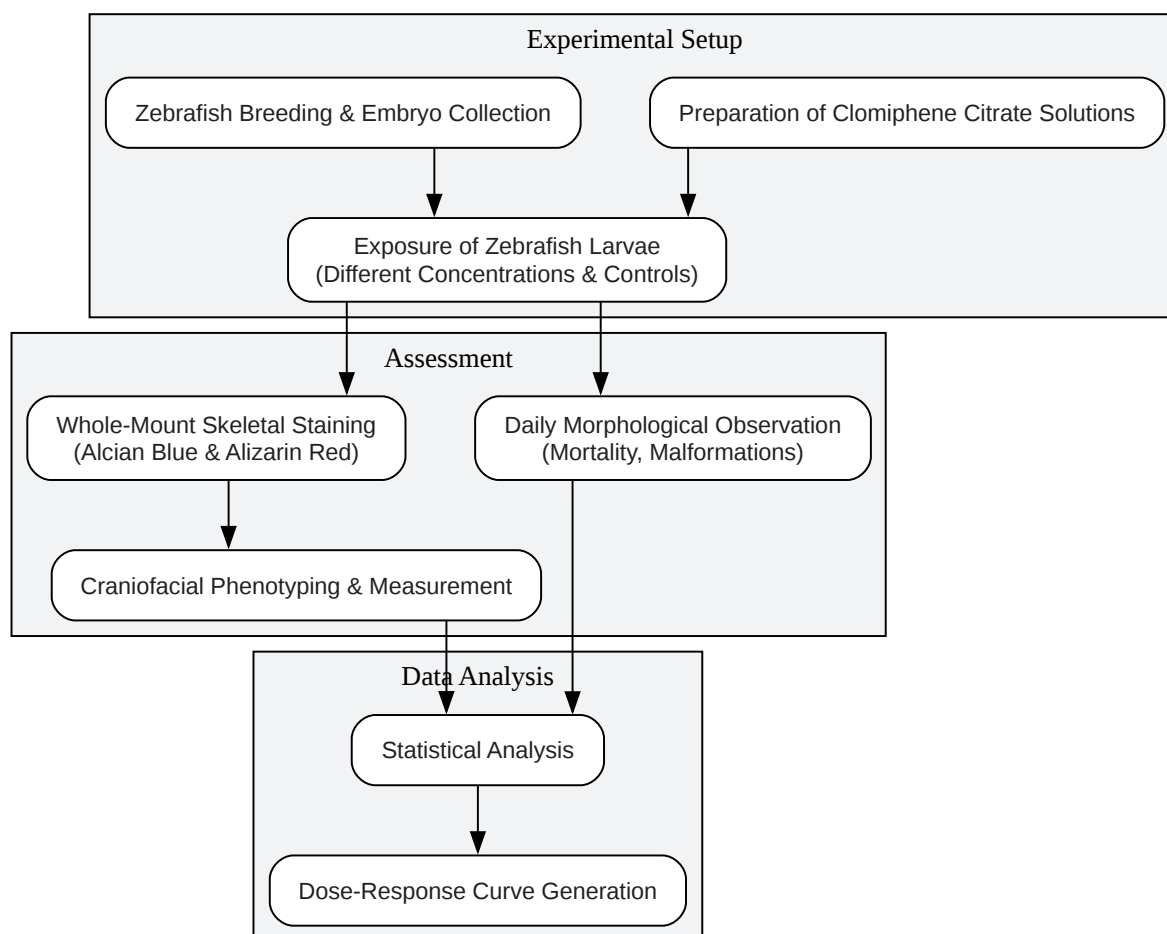 Experimental Setup
Zebrafish Breeding & Embryo Collection
Preparation of Clomiphene Citrate Solutions
Exposure of Zebrafish Larvae
(Different Concentrations & Controls)
Assessment
Whole-Mount Skeletal Staining
(Alcian Blue & Alizarin Red)
Daily Morphological Observation
(Mortality, Malformations)
Craniofacial Phenotyping & Measurement
Data Analysis
Statistical Analysis
Dose-Response Curve Generation